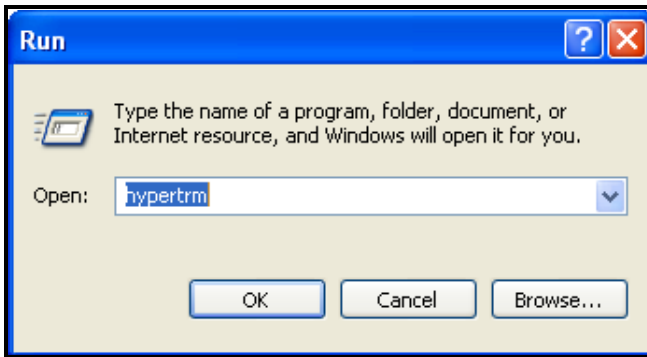 Run
Type the name of a program, folder, document, or
Internet resource, and Windows will open it for you.
Open: hypertrm
OK Cancel Browse...